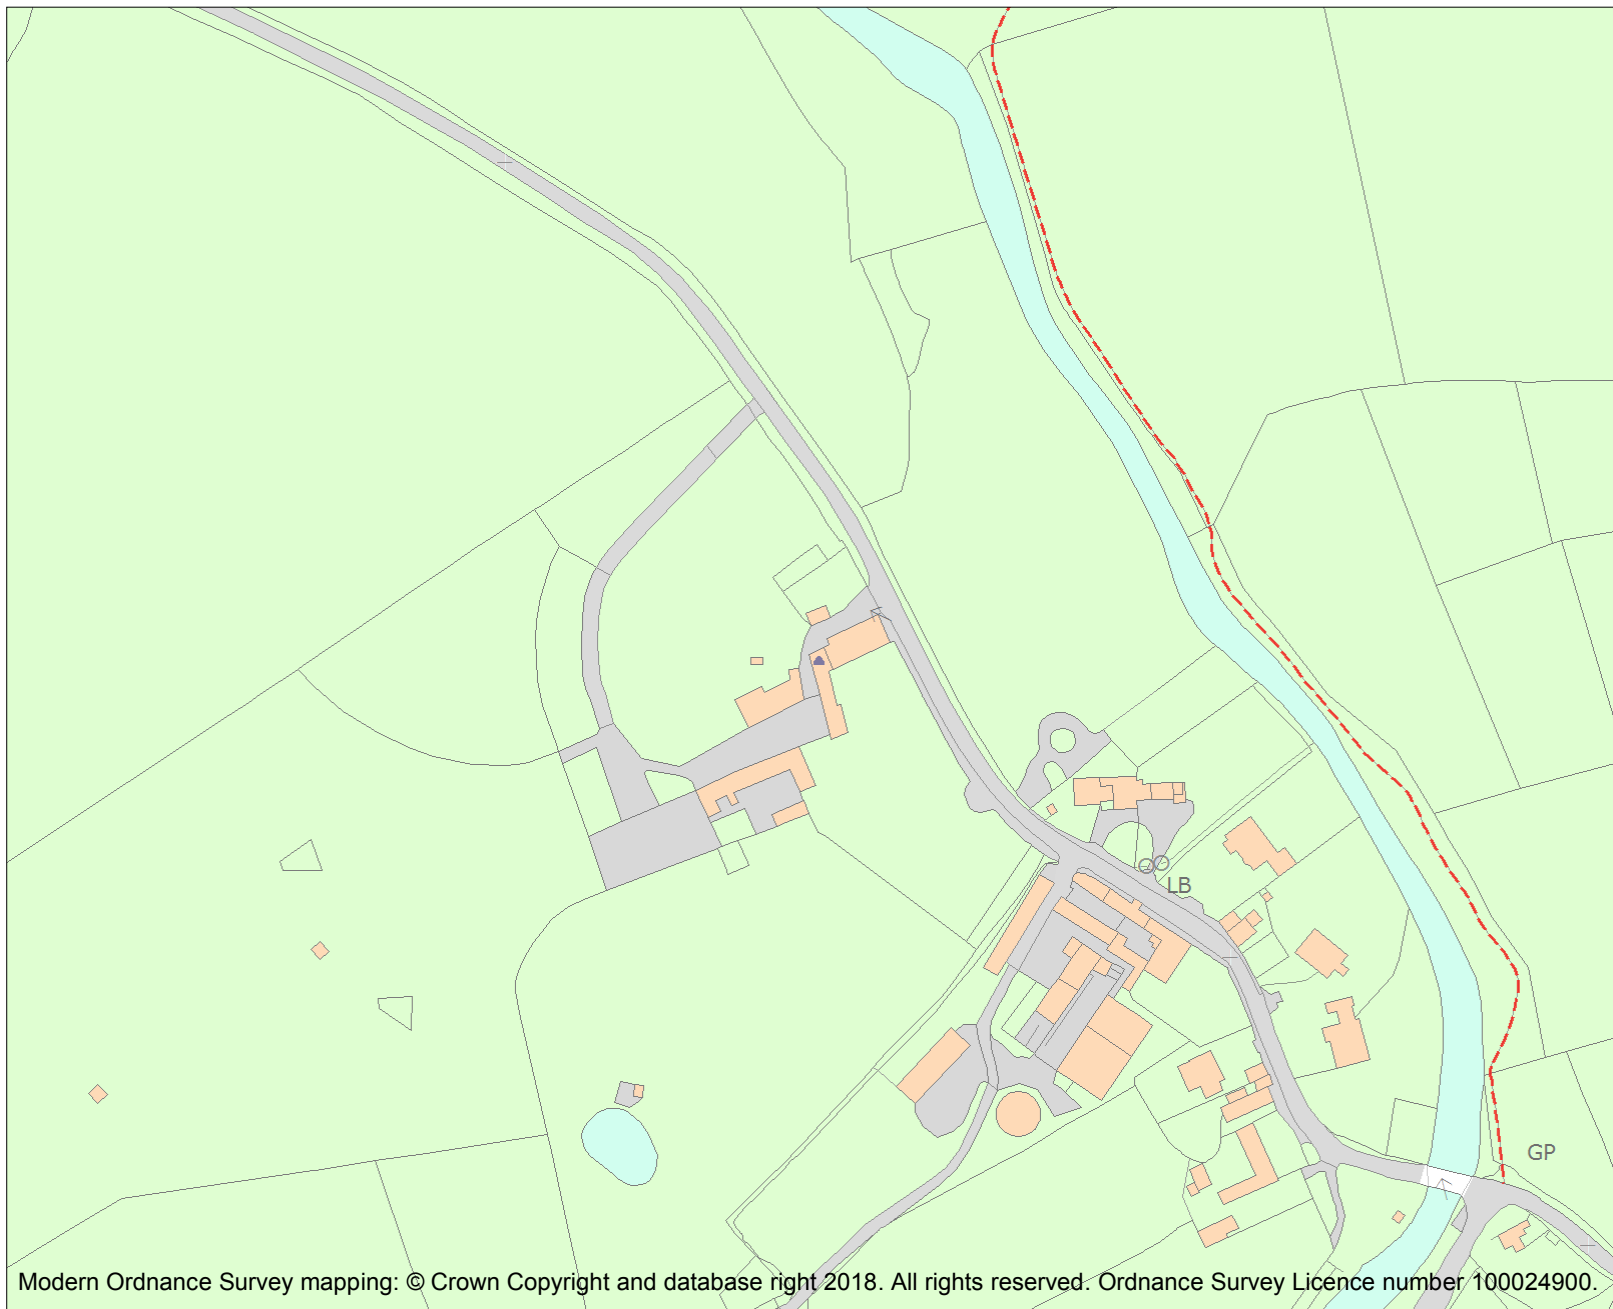 LB
GP
Modern Ordnance Survey mapping: © Crown Copyright and database right 2018. All rights reserved. Ordnance Survey Licence number 100024900.